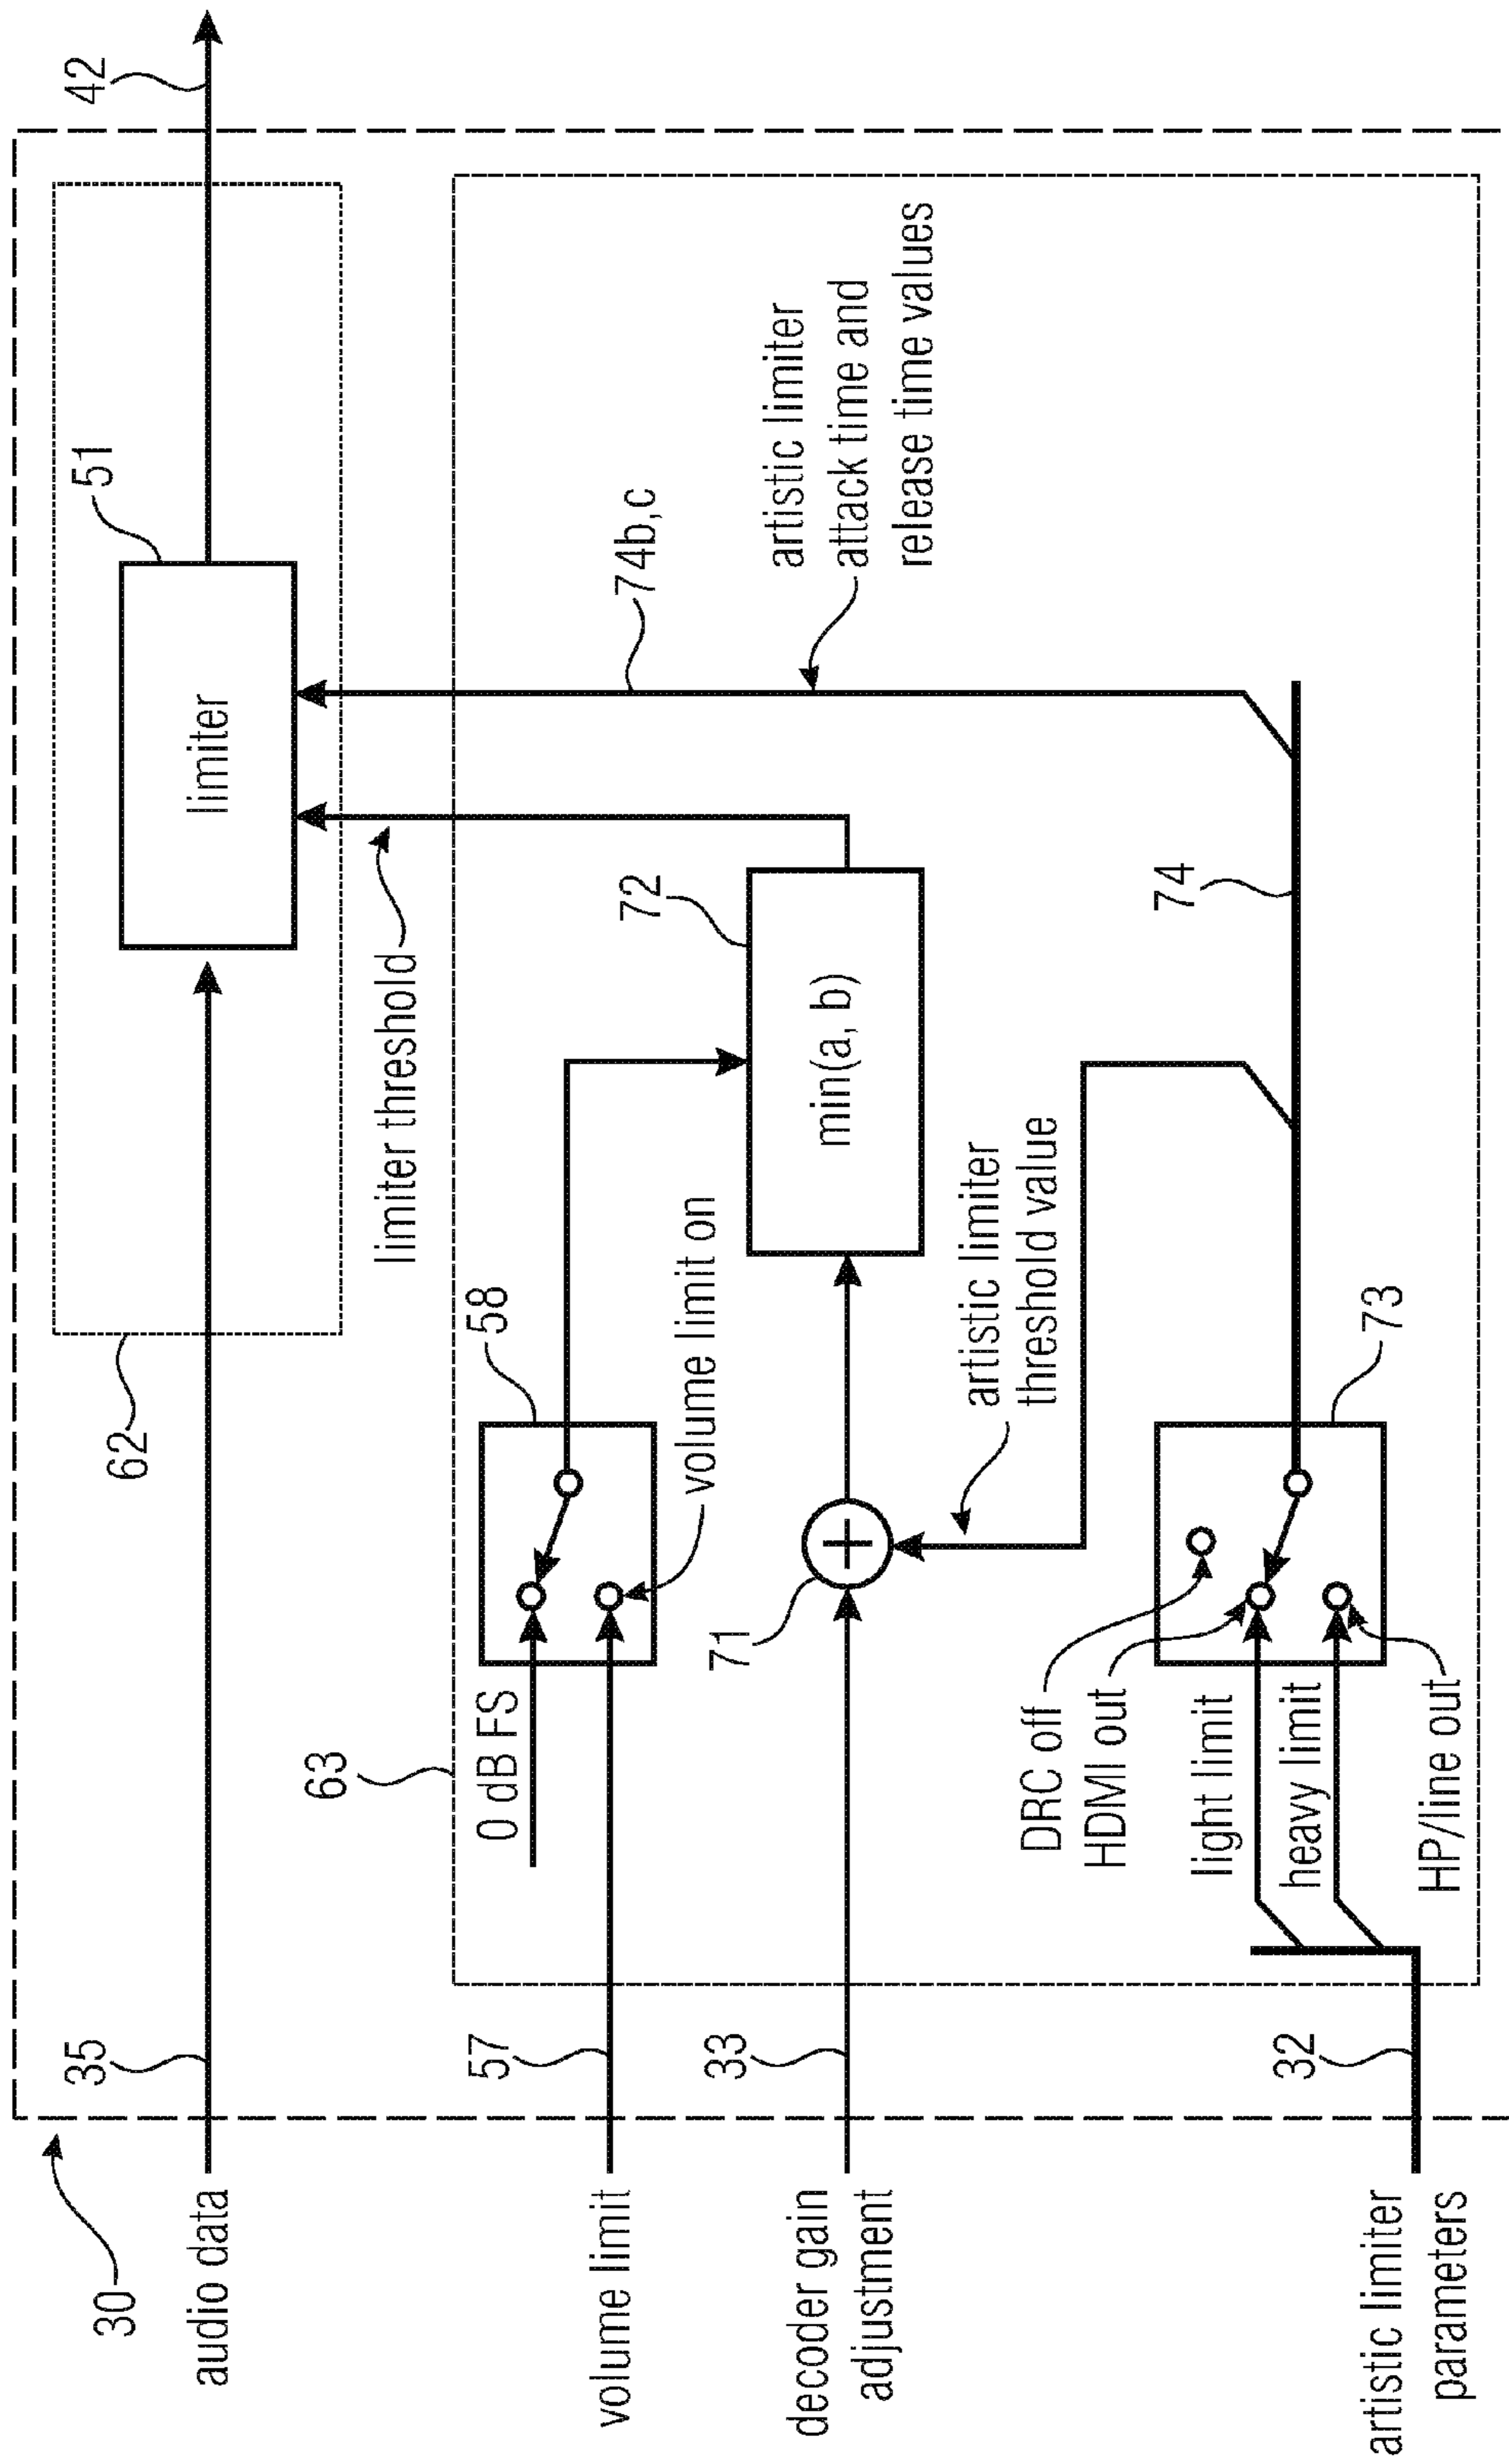 30
audio data
35
62
limiter
51
42
limiter threshold
volume limit
57
63
0 dB FS
58
volume limit on
72
min(a, b)
74b,c
artistic limiter
attack time and
release time values
decoder gain
adjustment
33
71
artistic limiter
threshold value
74
DRC off
HDMI out
light limit
heavy limit
HP/line out
73
artistic limiter
parameters
32